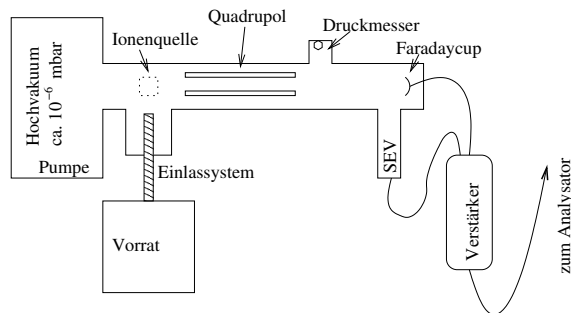 Quadrupol
Ionenquelle
Druckmesser
Faradaycup
Hochvakuum
ca. 10⁻⁶ mbar
Pumpe
Einlassystem
SEV
Vorrat
Verstärker
zum Analysator